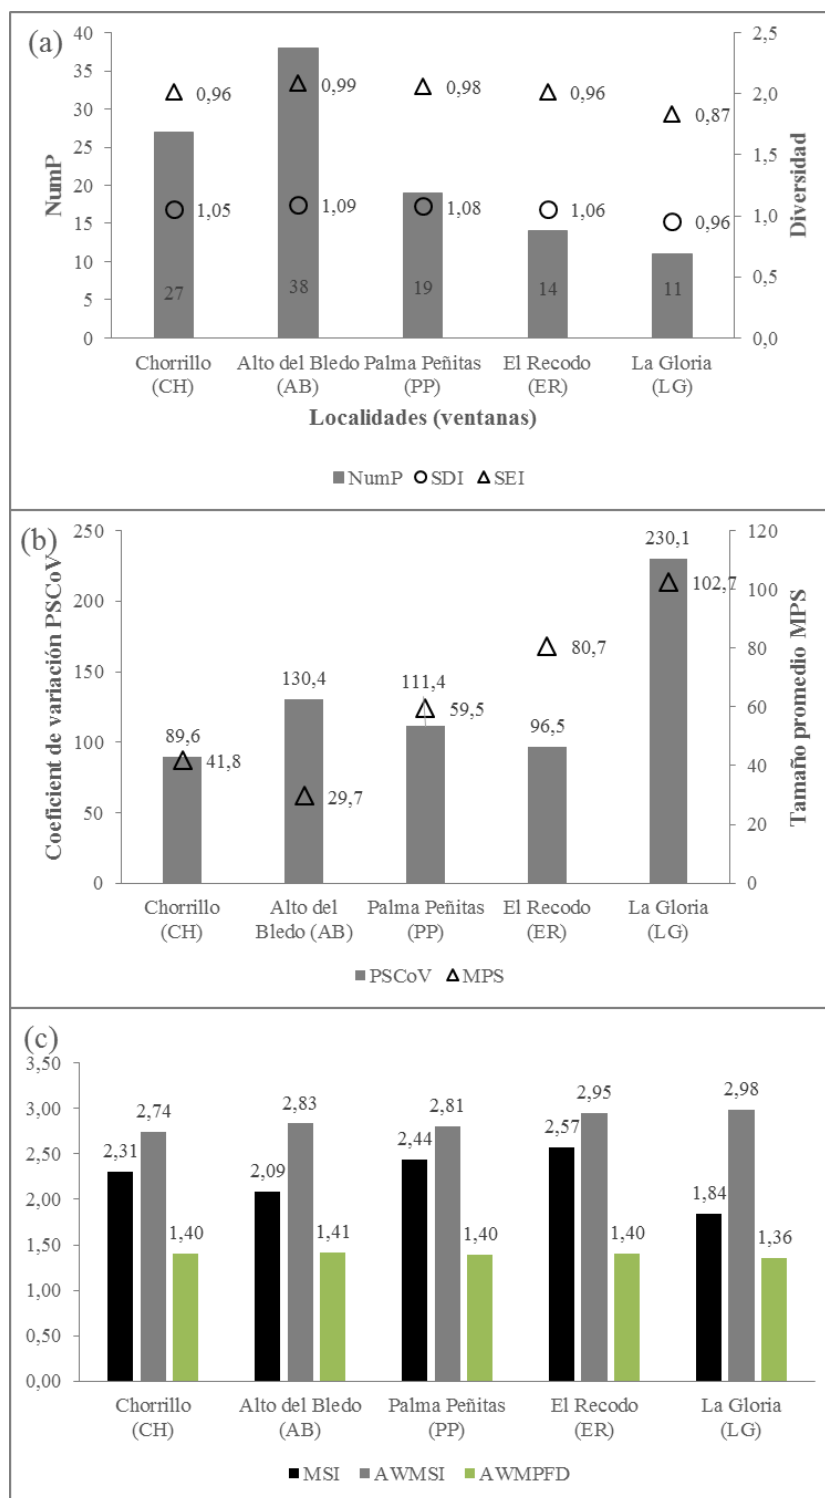 (a)
NumP
Diversidad
40
35
30
25
20
15
10
5
0
2,5
2,0
1,5
1,0
0,5
0,0
0,96
0,99
0,98
0,96
0,87
1,05
1,09
1,08
1,06
0,96
27
38
19
14
11
Chorrillo
(CH)
Alto del Bledo
(AB)
Palma Peñitas
(PP)
El Recodo
(ER)
La Gloria
(LG)
Localidades (ventanas)
NumP SDI SEI
(b)
Coeficient de variación PSCoV
Tamaño promedio MPS
250
200
150
100
50
0
120
100
80
60
40
20
0
89,6
130,4
111,4
96,5
230,1
41,8
29,7
59,5
80,7
102,7
Chorrillo
(CH)
Alto del
Bledo (AB)
Palma Peñitas
(PP)
El Recodo
(ER)
La Gloria
(LG)
PSCoV MPS
(c)
3,50
3,00
2,50
2,00
1,50
1,00
0,50
0,00
2,31
2,74
1,40
2,09
2,83
1,41
2,44
2,81
1,40
2,57
2,95
1,40
1,84
2,98
1,36
Chorrillo
(CH)
Alto del Bledo
(AB)
Palma Peñitas
(PP)
El Recodo
(ER)
La Gloria
(LG)
MSI AWMSI AWMPFD